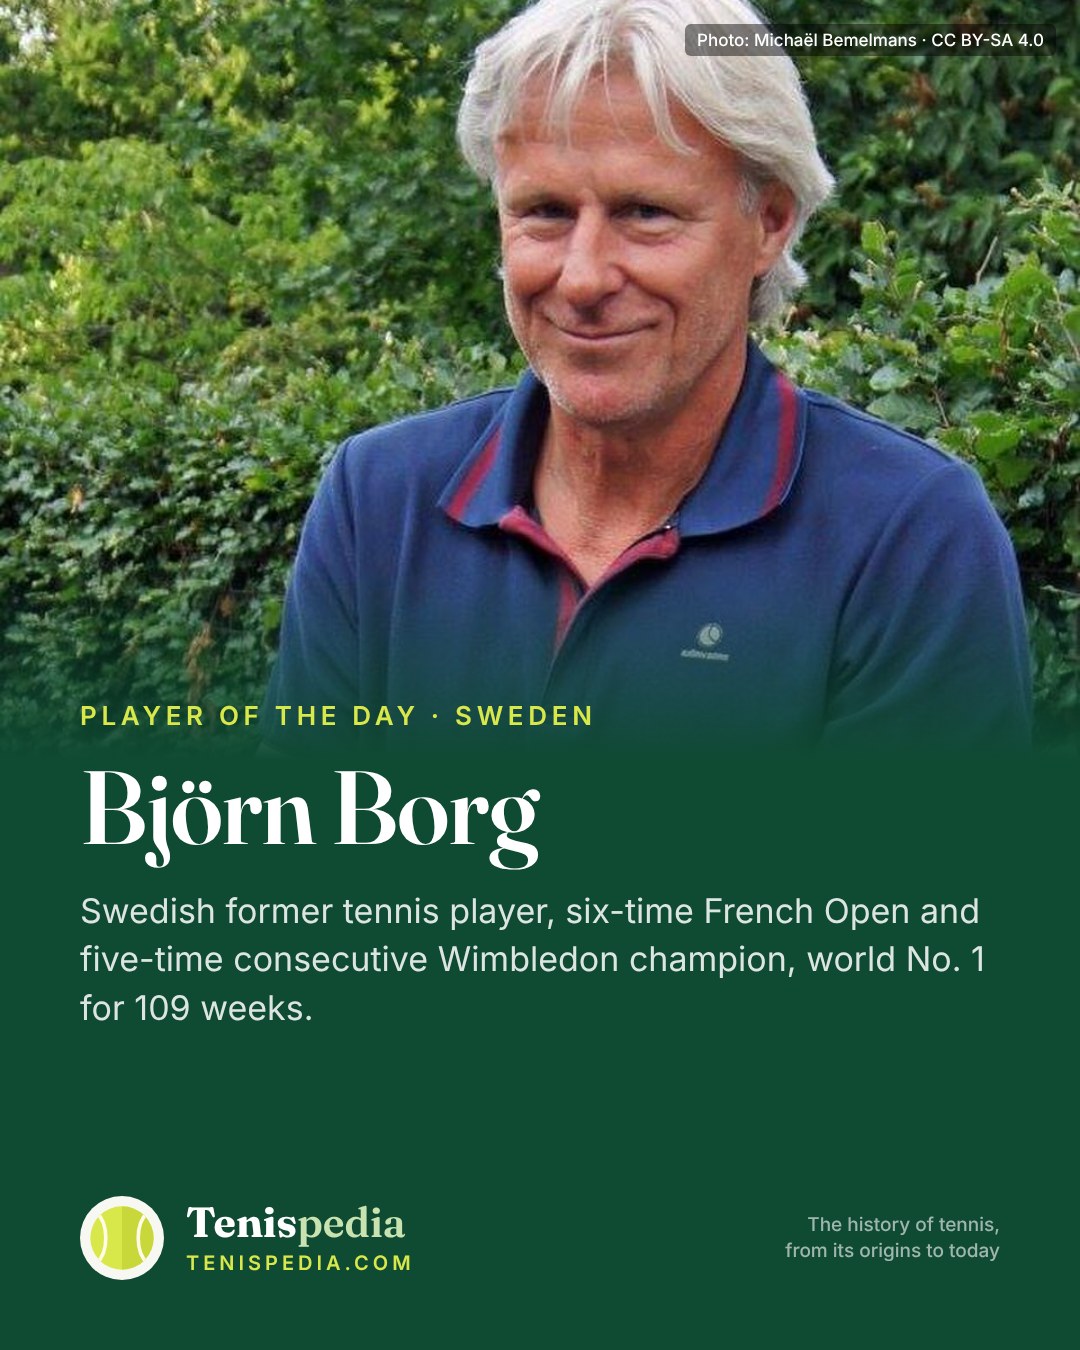 Photo: Michaël Bemelmans · CC BY-SA 4.0
BJÖRN BORG
PLAYER OF THE DAY · SWEDEN
Björn Borg
Swedish former tennis player, six-time French Open and
five-time consecutive Wimbledon champion, world No. 1
for 109 weeks.
Tenispedia
TENISPEDIA.COM
The history of tennis,
from its origins to today